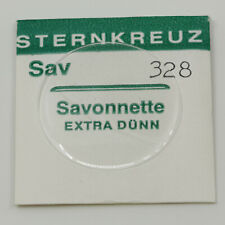 STERNKREUZ
Sav 328
Savonnette
EXTRA DÜNN